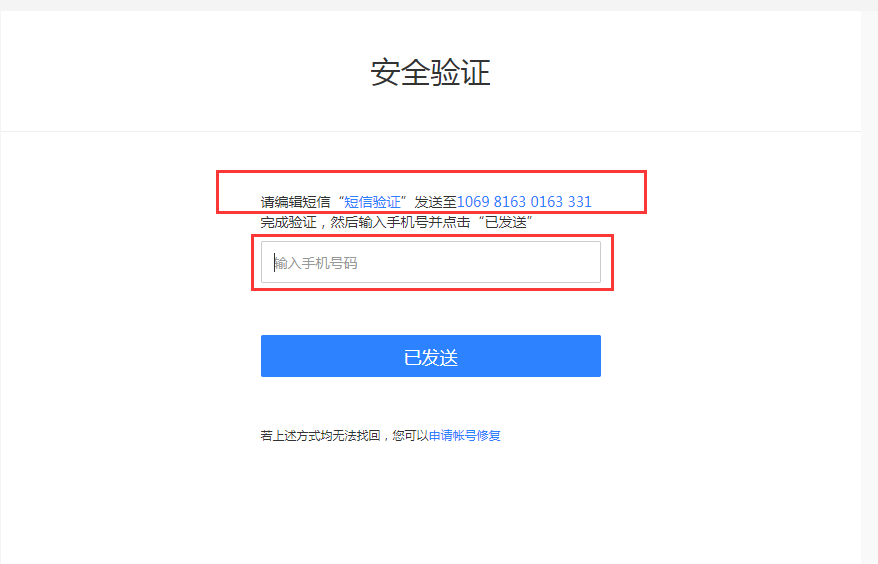 安全验证
请编辑短信“短信验证”发送至1069 8163 0163 331
完成验证，然后输入手机号并点击“已发送”
输入手机号码
已发送
若上述方式均无法找回，您可以申请帐号修复